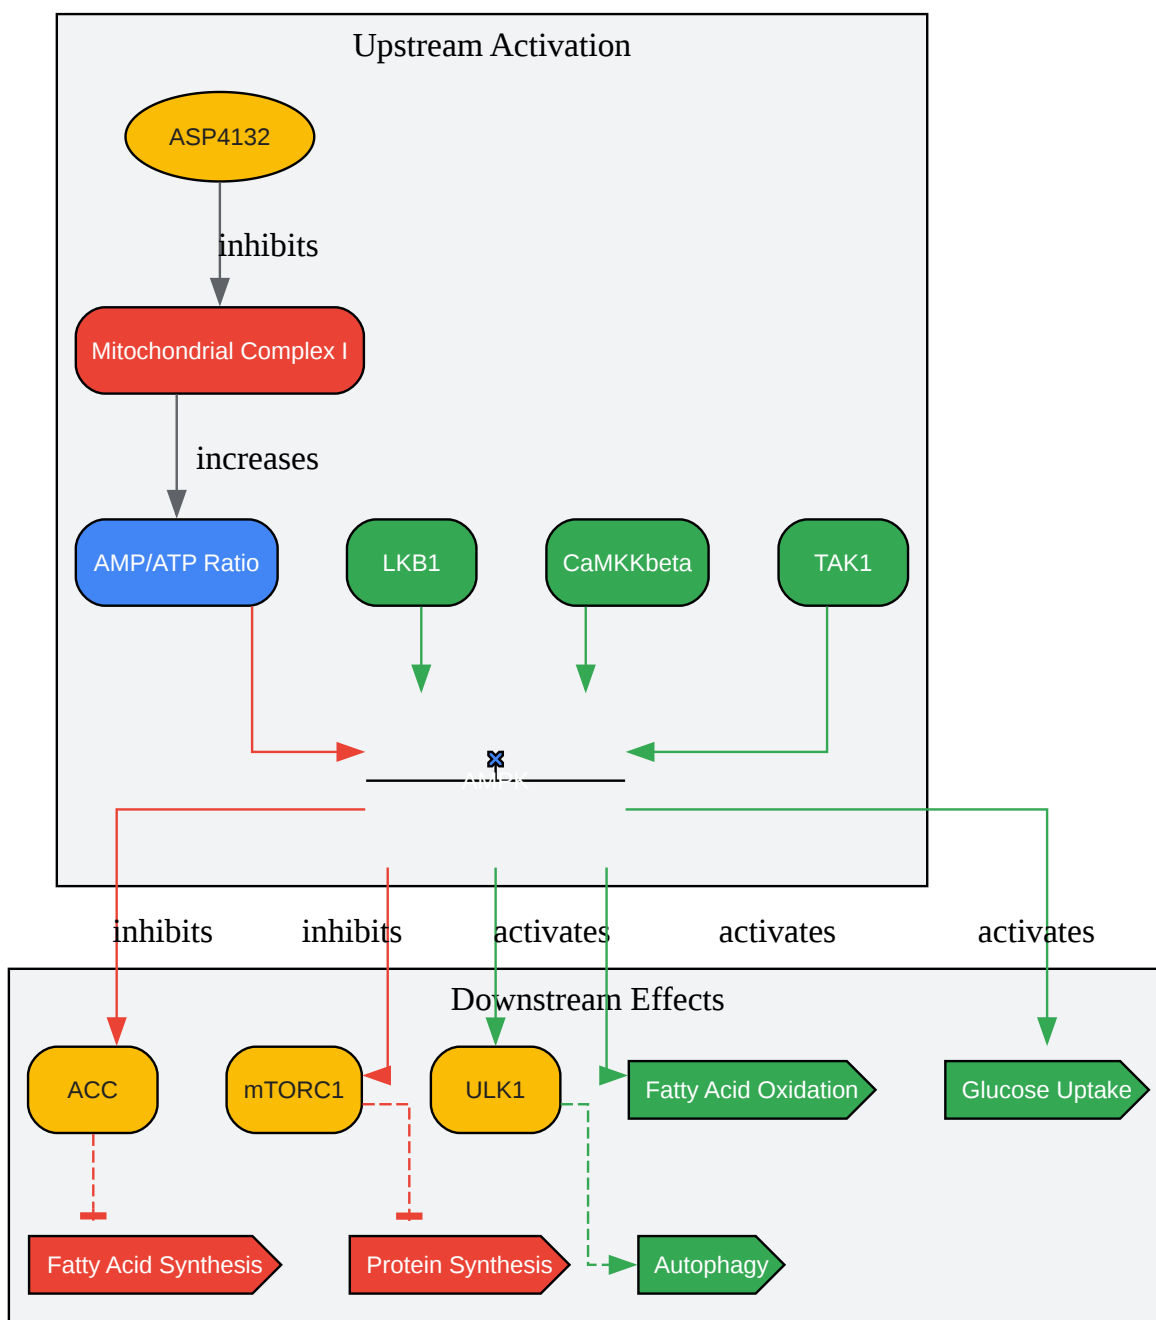 Upstream Activation
ASP4132
inhibits
Mitochondrial Complex I
increases
AMP/ATP Ratio
LKB1
CaMKKbeta
TAK1
AMPK
inhibits
inhibits
activates
activates
activates
Downstream Effects
ACC
mTORC1
ULK1
Fatty Acid Oxidation
Glucose Uptake
Fatty Acid Synthesis
Protein Synthesis
Autophagy